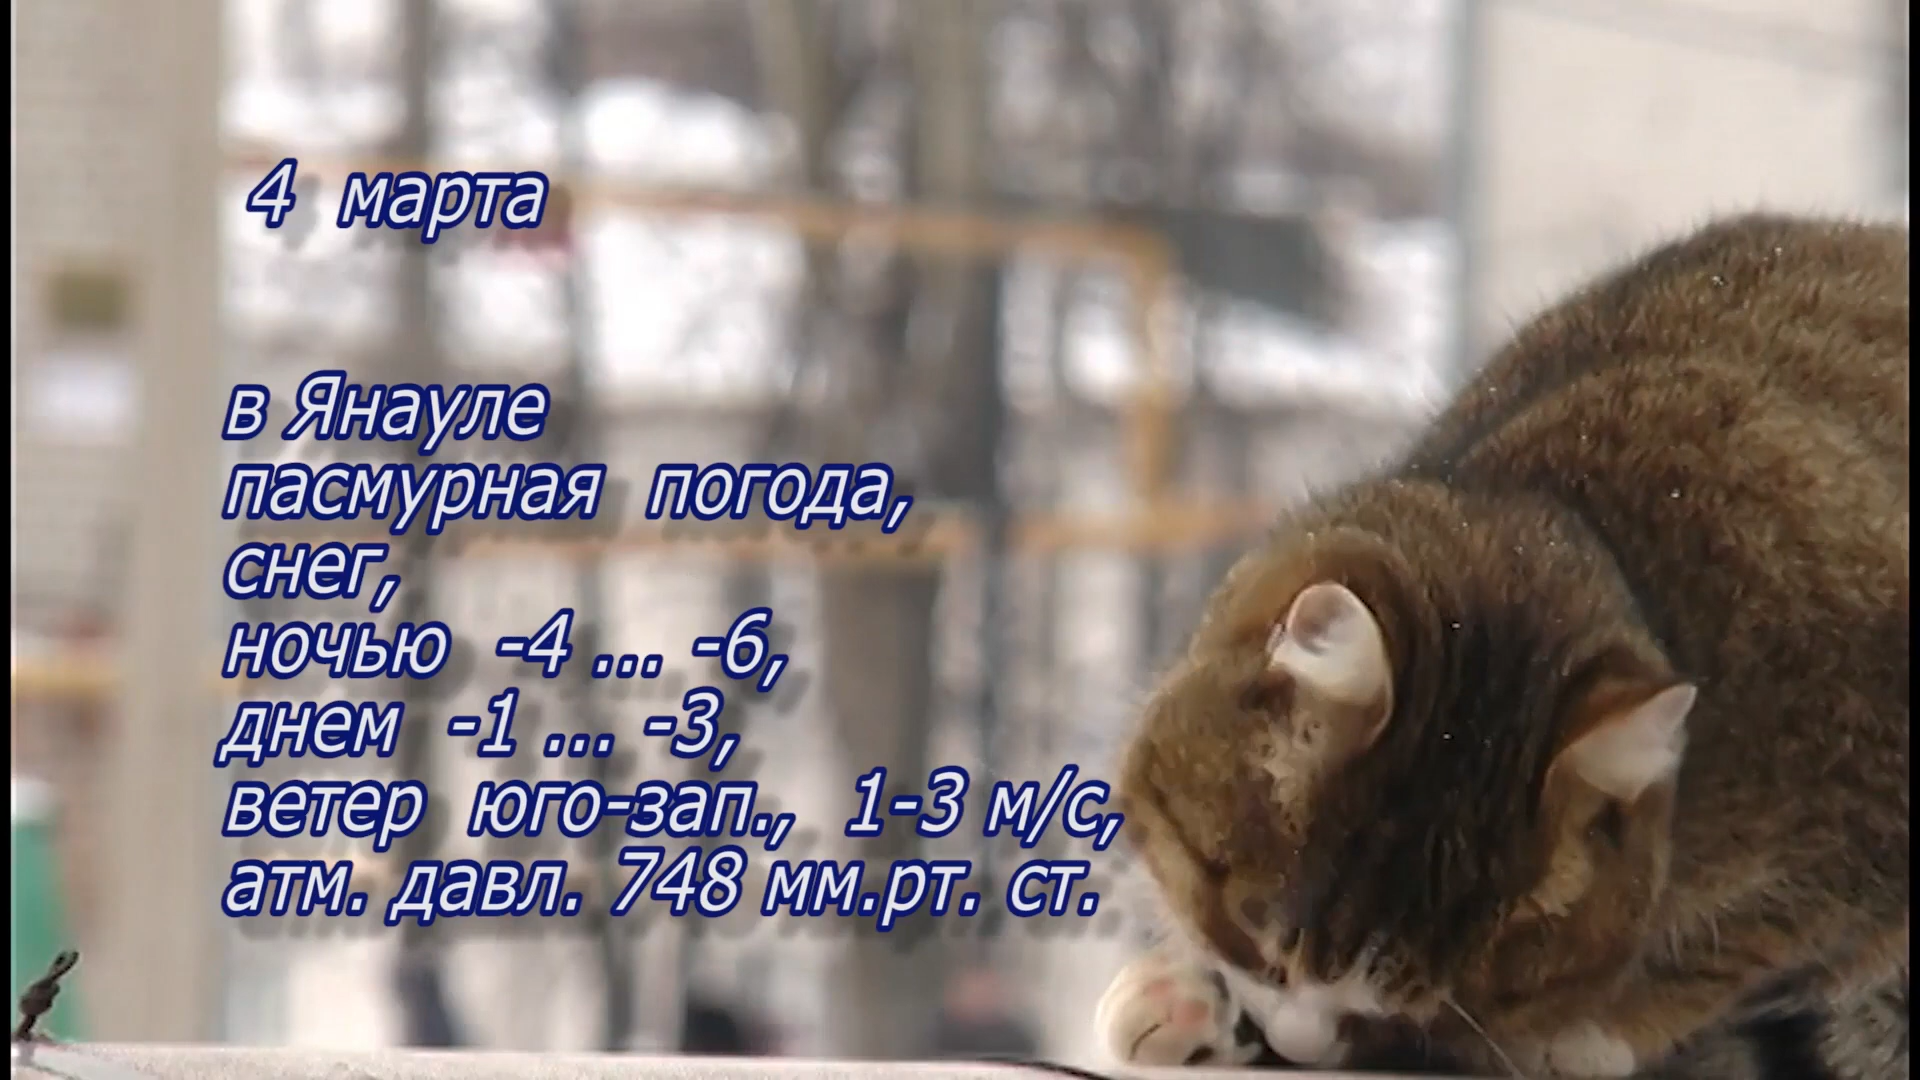 4 марта
в Янауле
пасмурная погода,
снег,
ночью -4 ... -6,
днем -1 ... -3,
ветер юго-зап., 1-3 м/с,
атм. давл. 748 мм.рт. ст.